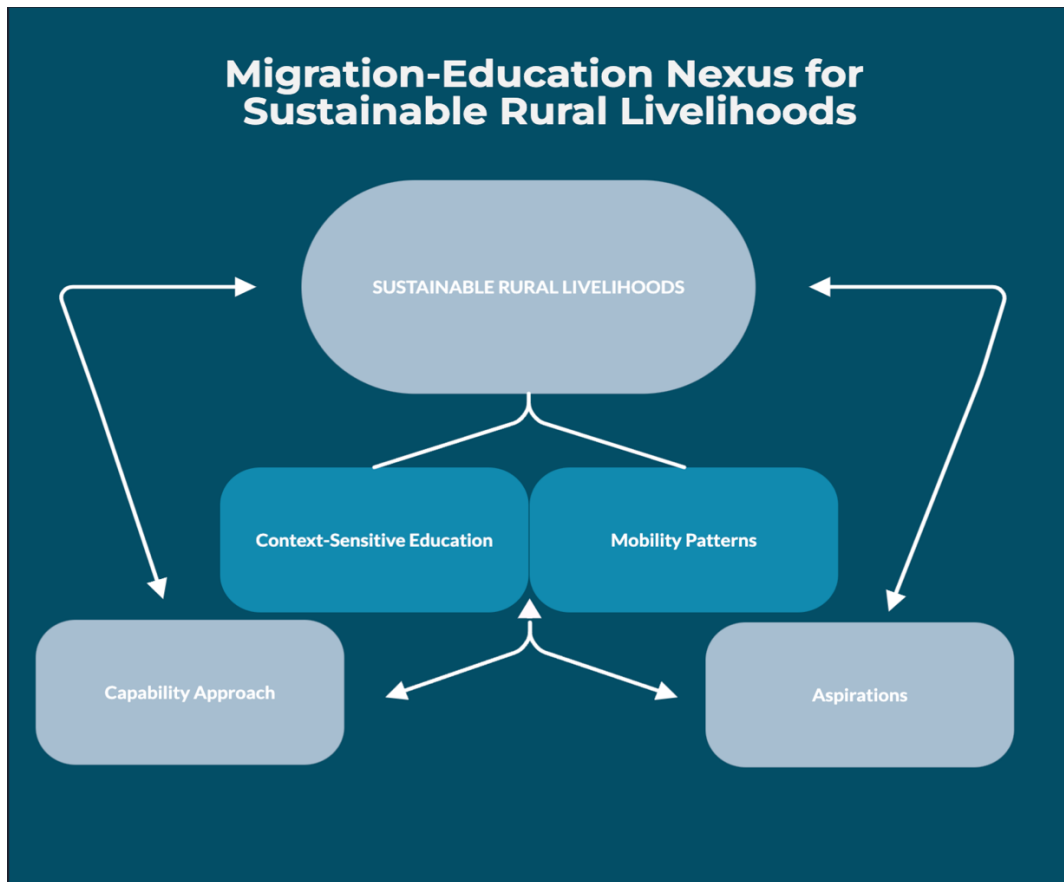 Migration-Education Nexus for
Sustainable Rural Livelihoods
SUSTAINABLE RURAL LIVELIHOODS
Context-Sensitive Education
Mobility Patterns
Capability Approach
Aspirations